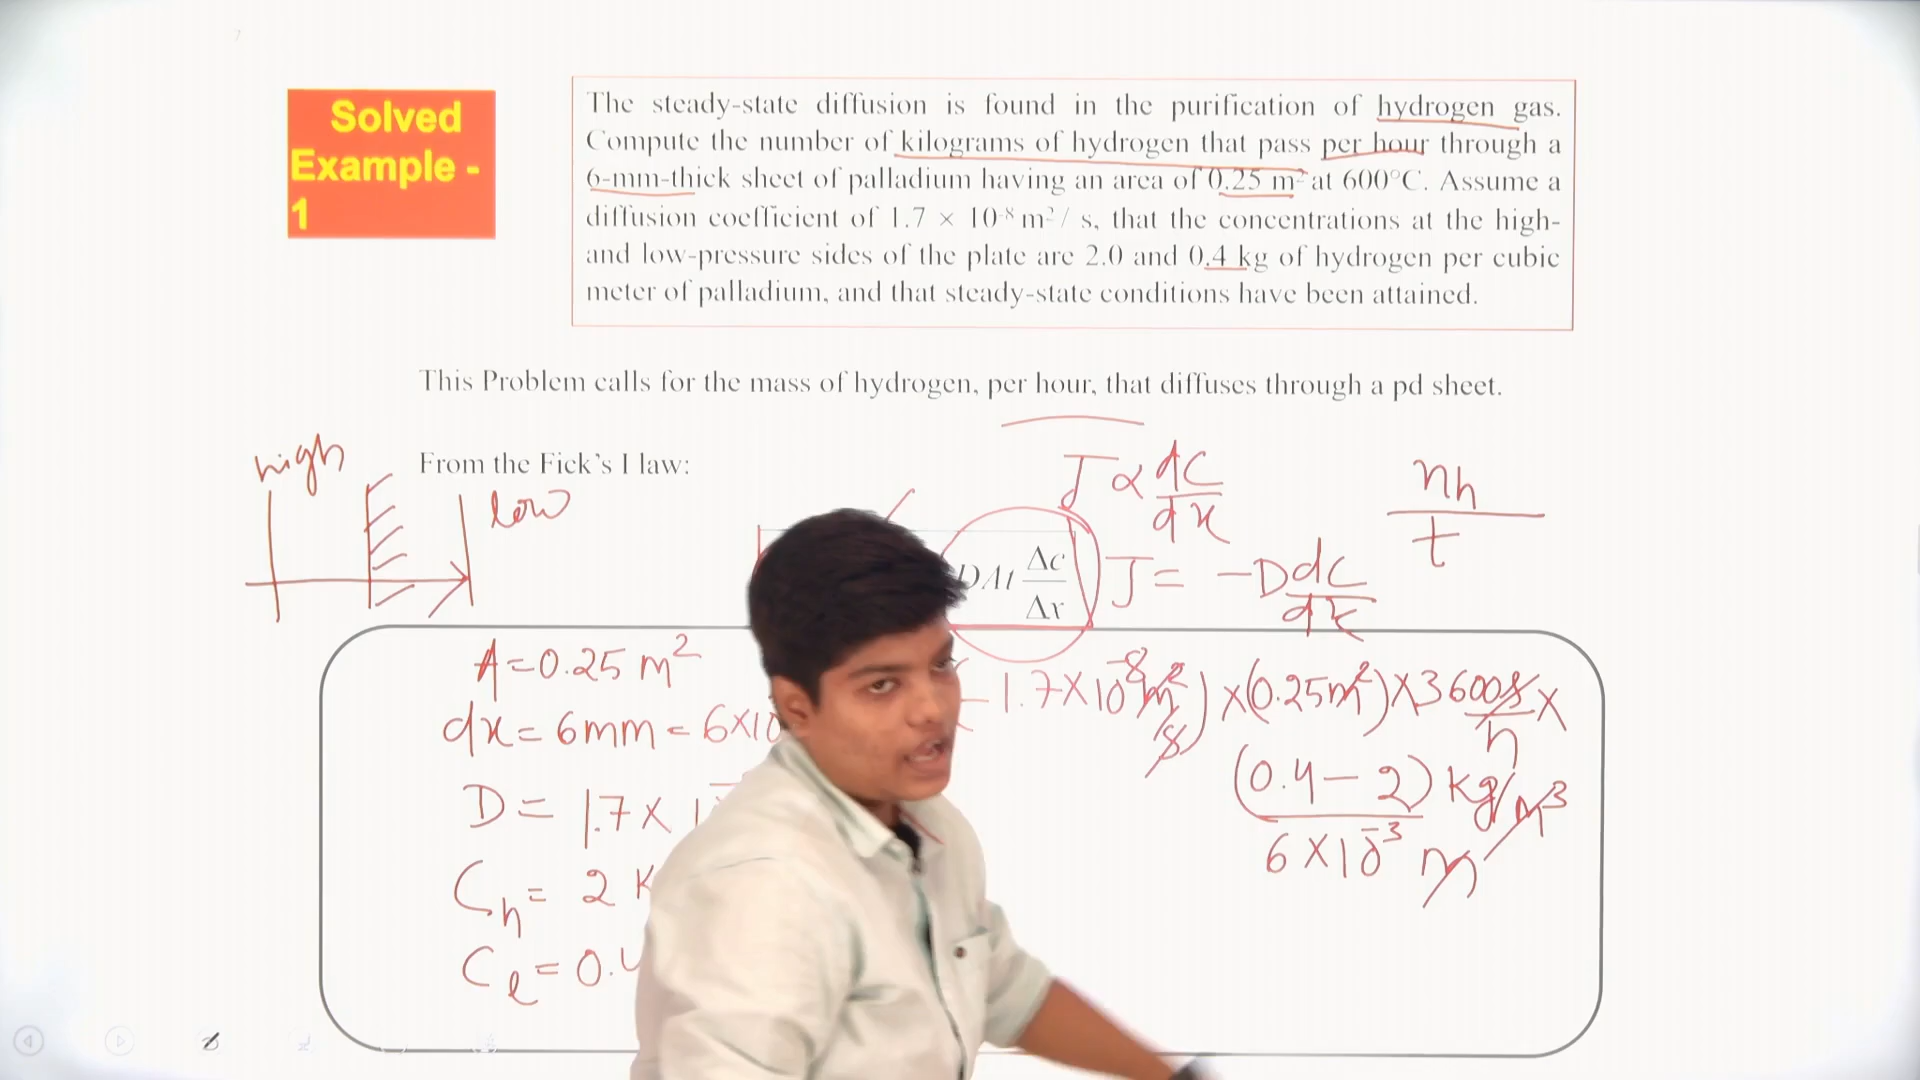 Solved
Example -
1
The steady-state diffusion is found in the purification of hydrogen gas.
Compute the number of kilograms of hydrogen that pass per hour through a
6-mm-thick sheet of palladium having an area of 0.25 m² at 600°C. Assume a
diffusion coefficient of 1.7 × 10⁻⁸ m² / s, that the concentrations at the high-
and low-pressure sides of the plate are 2.0 and 0.4 kg of hydrogen per cubic
meter of palladium, and that steady-state conditions have been attained.
This Problem calls for the mass of hydrogen, per hour, that diffuses through a pd sheet.
From the Fick's I law:
high
low
J ∝ dC/dx
DAt Δc/Δx
J = -D dC/dx
A = 0.25 m²
dx = 6mm = 6×10
D = 1.7 ×
C_h = 2 K
C_l = 0.
- 1.7×10⁻⁸ m²/s) ×(0.25m²)×3600 s/h ×
(0.4 - 2) kg/m³
6×10⁻³ m